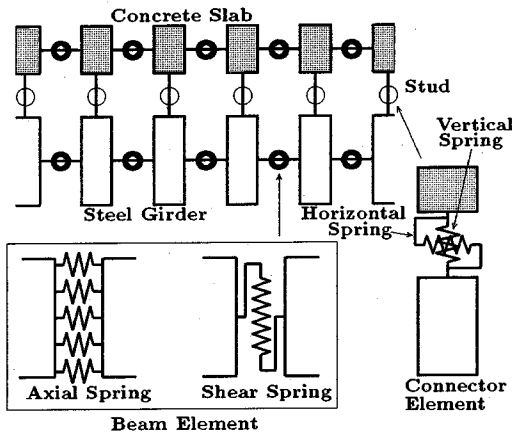 Concrete Slab
Stud
Vertical
Spring
Steel Girder
Horizontal
Spring
Axial Spring
Shear Spring
Connector
Element
Beam Element